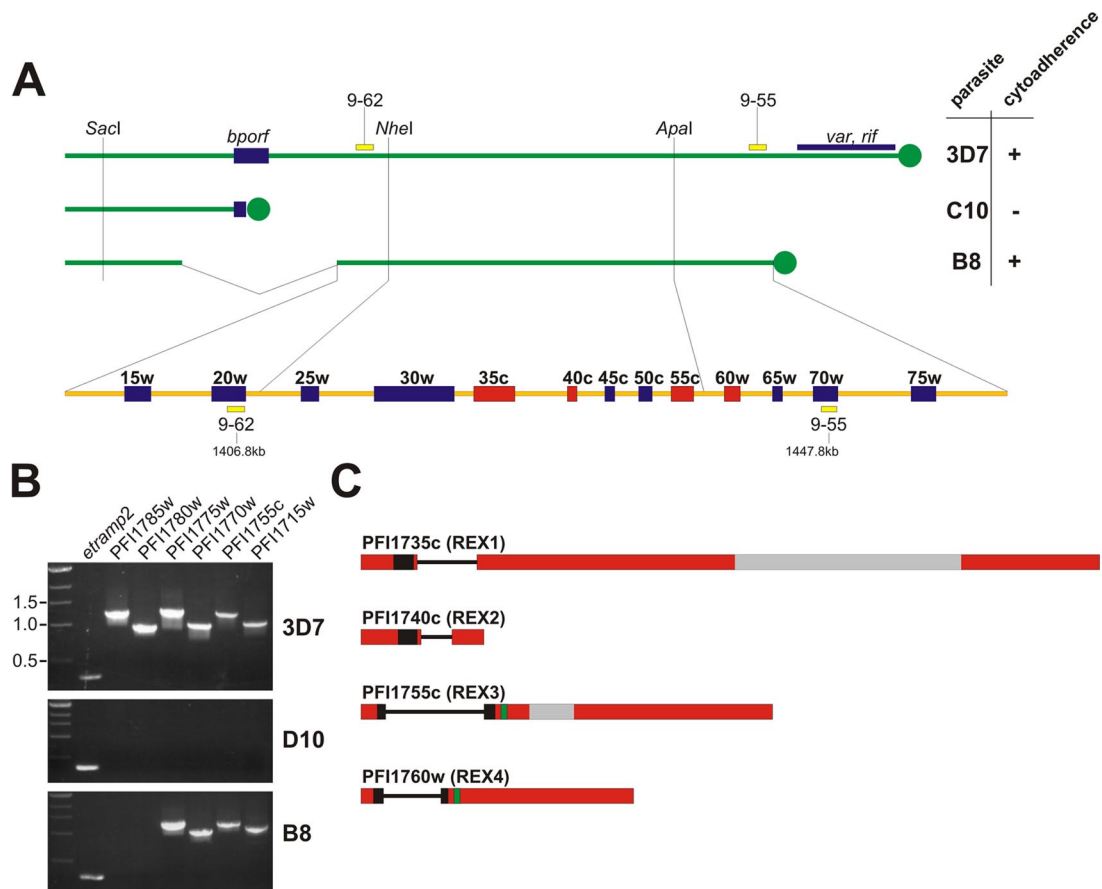 A
parasite
cytoadherence
9-62
9-55
SacI
bporf
NheI
ApaI
var, rif
3D7
+
C10
-
B8
+
15w
20w
25w
30w
35c
40c
45c
50c
55c
60w
65w
70w
75w
9-62
1406.8kb
9-55
1447.8kb
B
etramp2
PFI1785w
PFI1780w
PFI1775w
PFI1770w
PFI1755c
PFI1715w
1.5
1.0
0.5
3D7
D10
B8
C
PFI1735c (REX1)
PFI1740c (REX2)
PFI1755c (REX3)
PFI1760w (REX4)